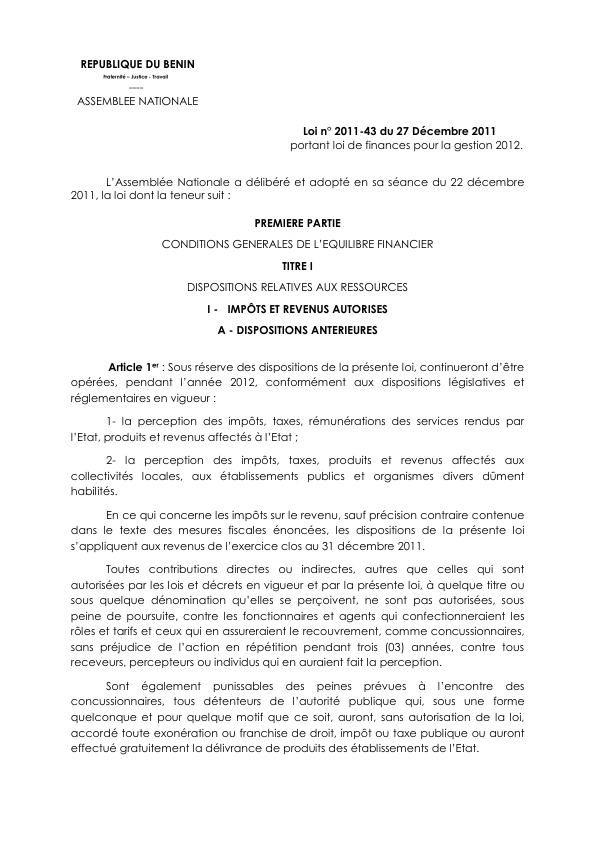 REPUBLIQUE DU BENIN
Fraternité – Justice - Travail
----
ASSEMBLEE NATIONALE
Loi n° 2011-43 du 27 Décembre 2011
portant loi de finances pour la gestion 2012.
L'Assemblée Nationale a délibéré et adopté en sa séance du 22 décembre
2011, la loi dont la teneur suit :
PREMIERE PARTIE
CONDITIONS GENERALES DE L'EQUILIBRE FINANCIER
TITRE I
DISPOSITIONS RELATIVES AUX RESSOURCES
I - IMPÔTS ET REVENUS AUTORISES
A - DISPOSITIONS ANTERIEURES
Article 1er : Sous réserve des dispositions de la présente loi, continueront d'être
opérées, pendant l'année 2012, conformément aux dispositions législatives et
réglementaires en vigueur :
1- la perception des impôts, taxes, rémunérations des services rendus par
l'Etat, produits et revenus affectés à l'Etat ;
2- la perception des impôts, taxes, produits et revenus affectés aux
collectivités locales, aux établissements publics et organismes divers dûment
habilités.
En ce qui concerne les impôts sur le revenu, sauf précision contraire contenue
dans le texte des mesures fiscales énoncées, les dispositions de la présente loi
s'appliquent aux revenus de l'exercice clos au 31 décembre 2011.
Toutes contributions directes ou indirectes, autres que celles qui sont
autorisées par les lois et décrets en vigueur et par la présente loi, à quelque titre ou
sous quelque dénomination qu'elles se perçoivent, ne sont pas autorisées, sous
peine de poursuite, contre les fonctionnaires et agents qui confectionneraient les
rôles et tarifs et ceux qui en assureraient le recouvrement, comme concussionnaires,
sans préjudice de l'action en répétition pendant trois (03) années, contre tous
receveurs, percepteurs ou individus qui en auraient fait la perception.
Sont également punissables des peines prévues à l'encontre des
concussionnaires, tous détenteurs de l'autorité publique qui, sous une forme
quelconque et pour quelque motif que ce soit, auront, sans autorisation de la loi,
accordé toute exonération ou franchise de droit, impôt ou taxe publique ou auront
effectué gratuitement la délivrance de produits des établissements de l'Etat.